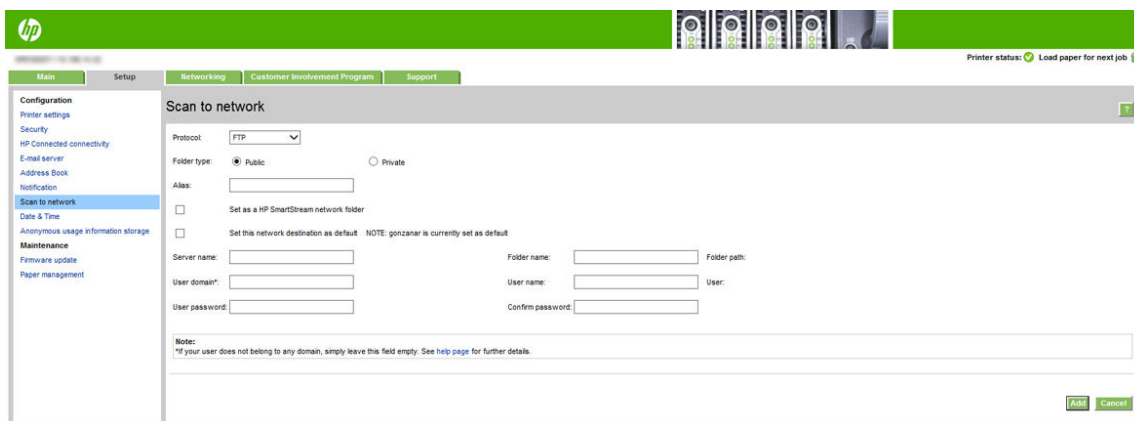 hp
Printer status: Load paper for next job
Main Setup Networking Customer Involvement Program Support
Configuration
Printer settings
Security
HP Connected connectivity
E-mail server
Address Book
Notification
Scan to network
Date & Time
Anonymous usage information storage
Maintenance
Firmware update
Paper management
Scan to network
?
Protocol: FTP
Folder type: Public Private
Alias:
Set as a HP SmartStream network folder
Set this network destination as default NOTE: gonzanar is currently set as default
Server name: Folder name: Folder path:
User domain*: User name: User:
User password: Confirm password:
Note:
*If your user does not belong to any domain, simply leave this field empty. See help page for further details.
Add Cancel